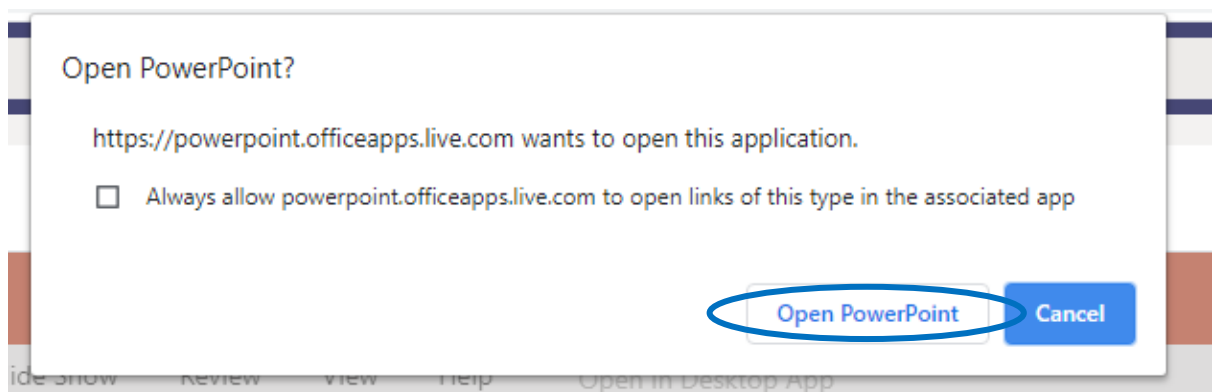 Open PowerPoint?
https://powerpoint.officeapps.live.com wants to open this application.
Always allow powerpoint.officeapps.live.com to open links of this type in the associated app
Open PowerPoint Cancel
ide Show Review View Help Open in Desktop App